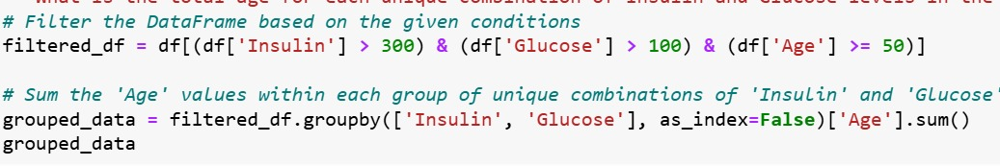 What is the total age for each unique combination of Insulin and Glucose levels in the
# Filter the DataFrame based on the given conditions
filtered_df = df[(df['Insulin'] > 300) & (df['Glucose'] > 100) & (df['Age'] >= 50)]
# Sum the 'Age' values within each group of unique combinations of 'Insulin' and 'Glucose'
grouped_data = filtered_df.groupby(['Insulin', 'Glucose'], as_index=False)['Age'].sum()
grouped_data